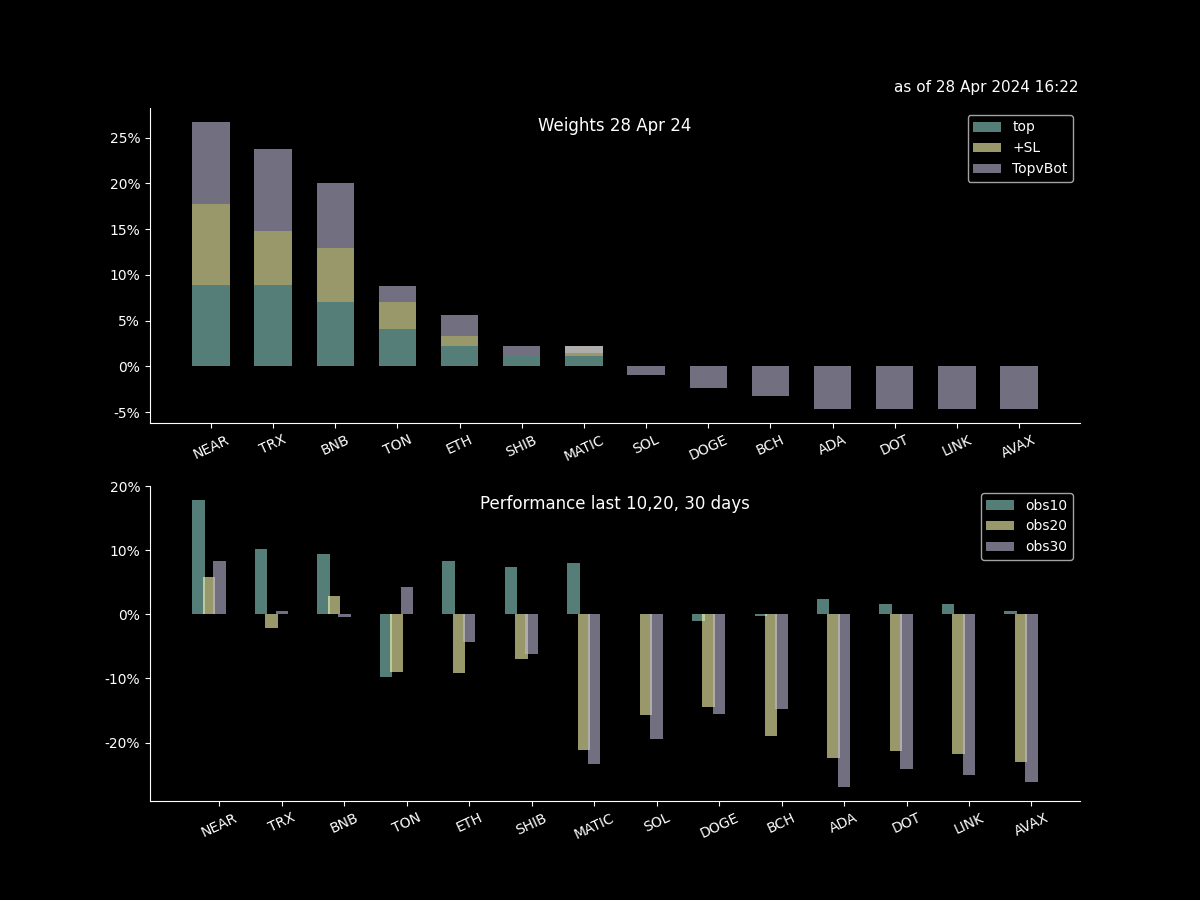 as of 28 Apr 2024 16:22
Weights 28 Apr 24
top
+SL
TopvBot
25%
20%
15%
10%
5%
0%
-5%
NEAR TRX BNB TON ETH SHIB MATIC SOL DOGE BCH ADA DOT LINK AVAX
Performance last 10,20, 30 days
obs10
obs20
obs30
20%
10%
0%
-10%
-20%
NEAR TRX BNB TON ETH SHIB MATIC SOL DOGE BCH ADA DOT LINK AVAX